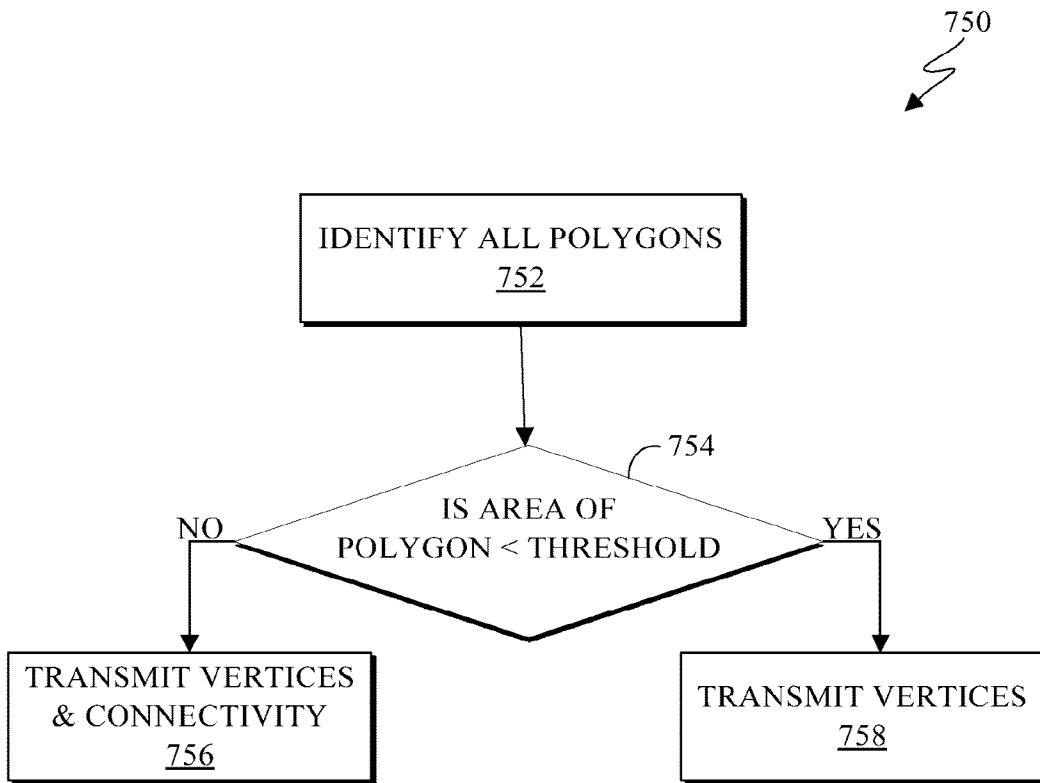 750
IDENTIFY ALL POLYGONS
752
754
IS AREA OF
POLYGON < THRESHOLD
NO
YES
TRANSMIT VERTICES
& CONNECTIVITY
756
TRANSMIT VERTICES
758